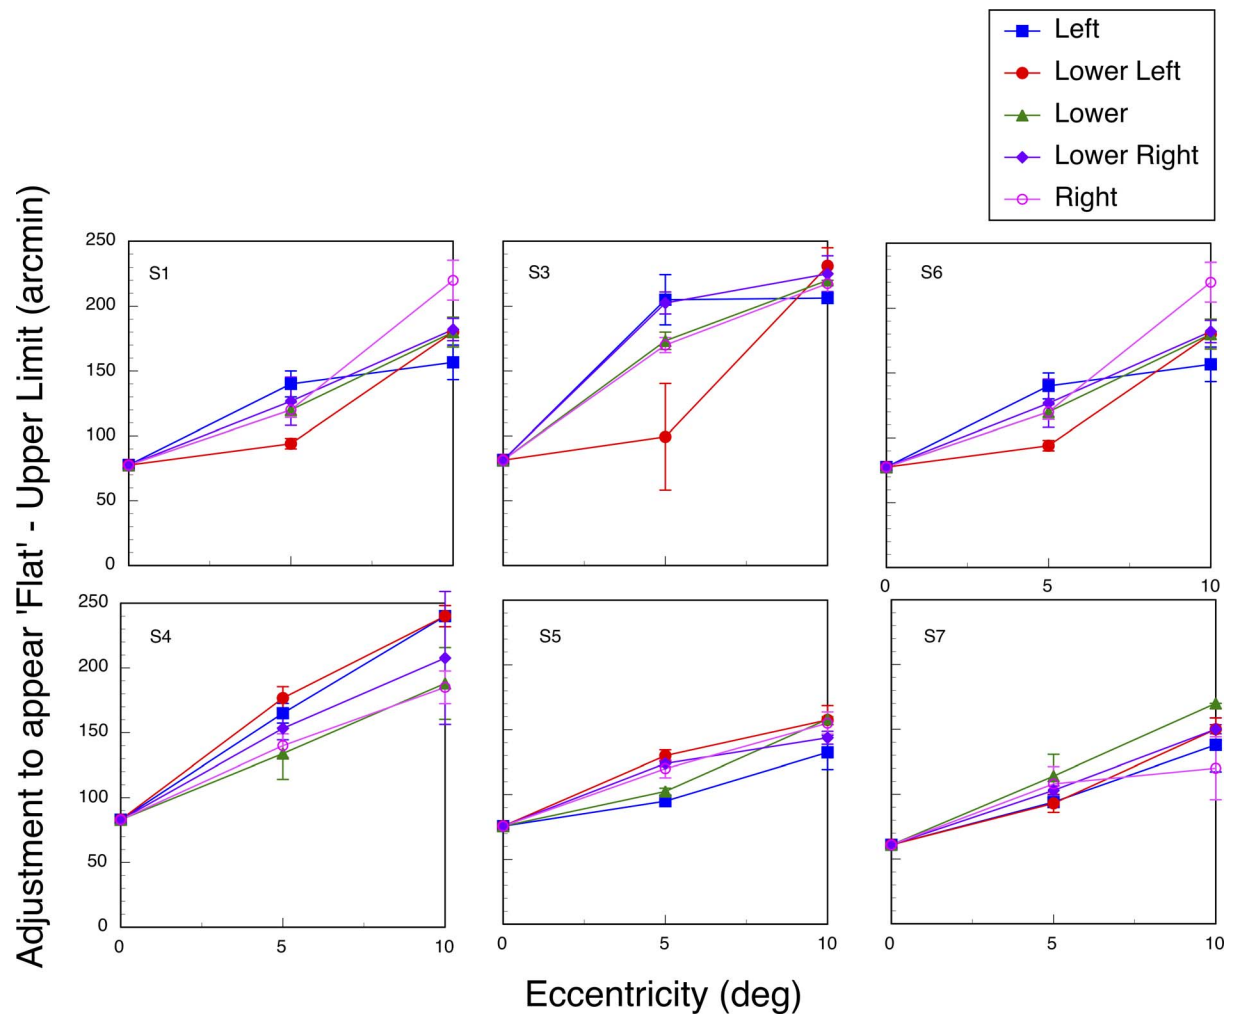 Left
Lower Left
Lower
Lower Right
Right
Adjustment to appear 'Flat' - Upper Limit (arcmin)
250
200
150
100
50
0
S1
S3
S6
0
5
10
250
200
150
100
50
0
S4
S5
S7
0
5
10
0
5
10
0
5
10
Eccentricity (deg)